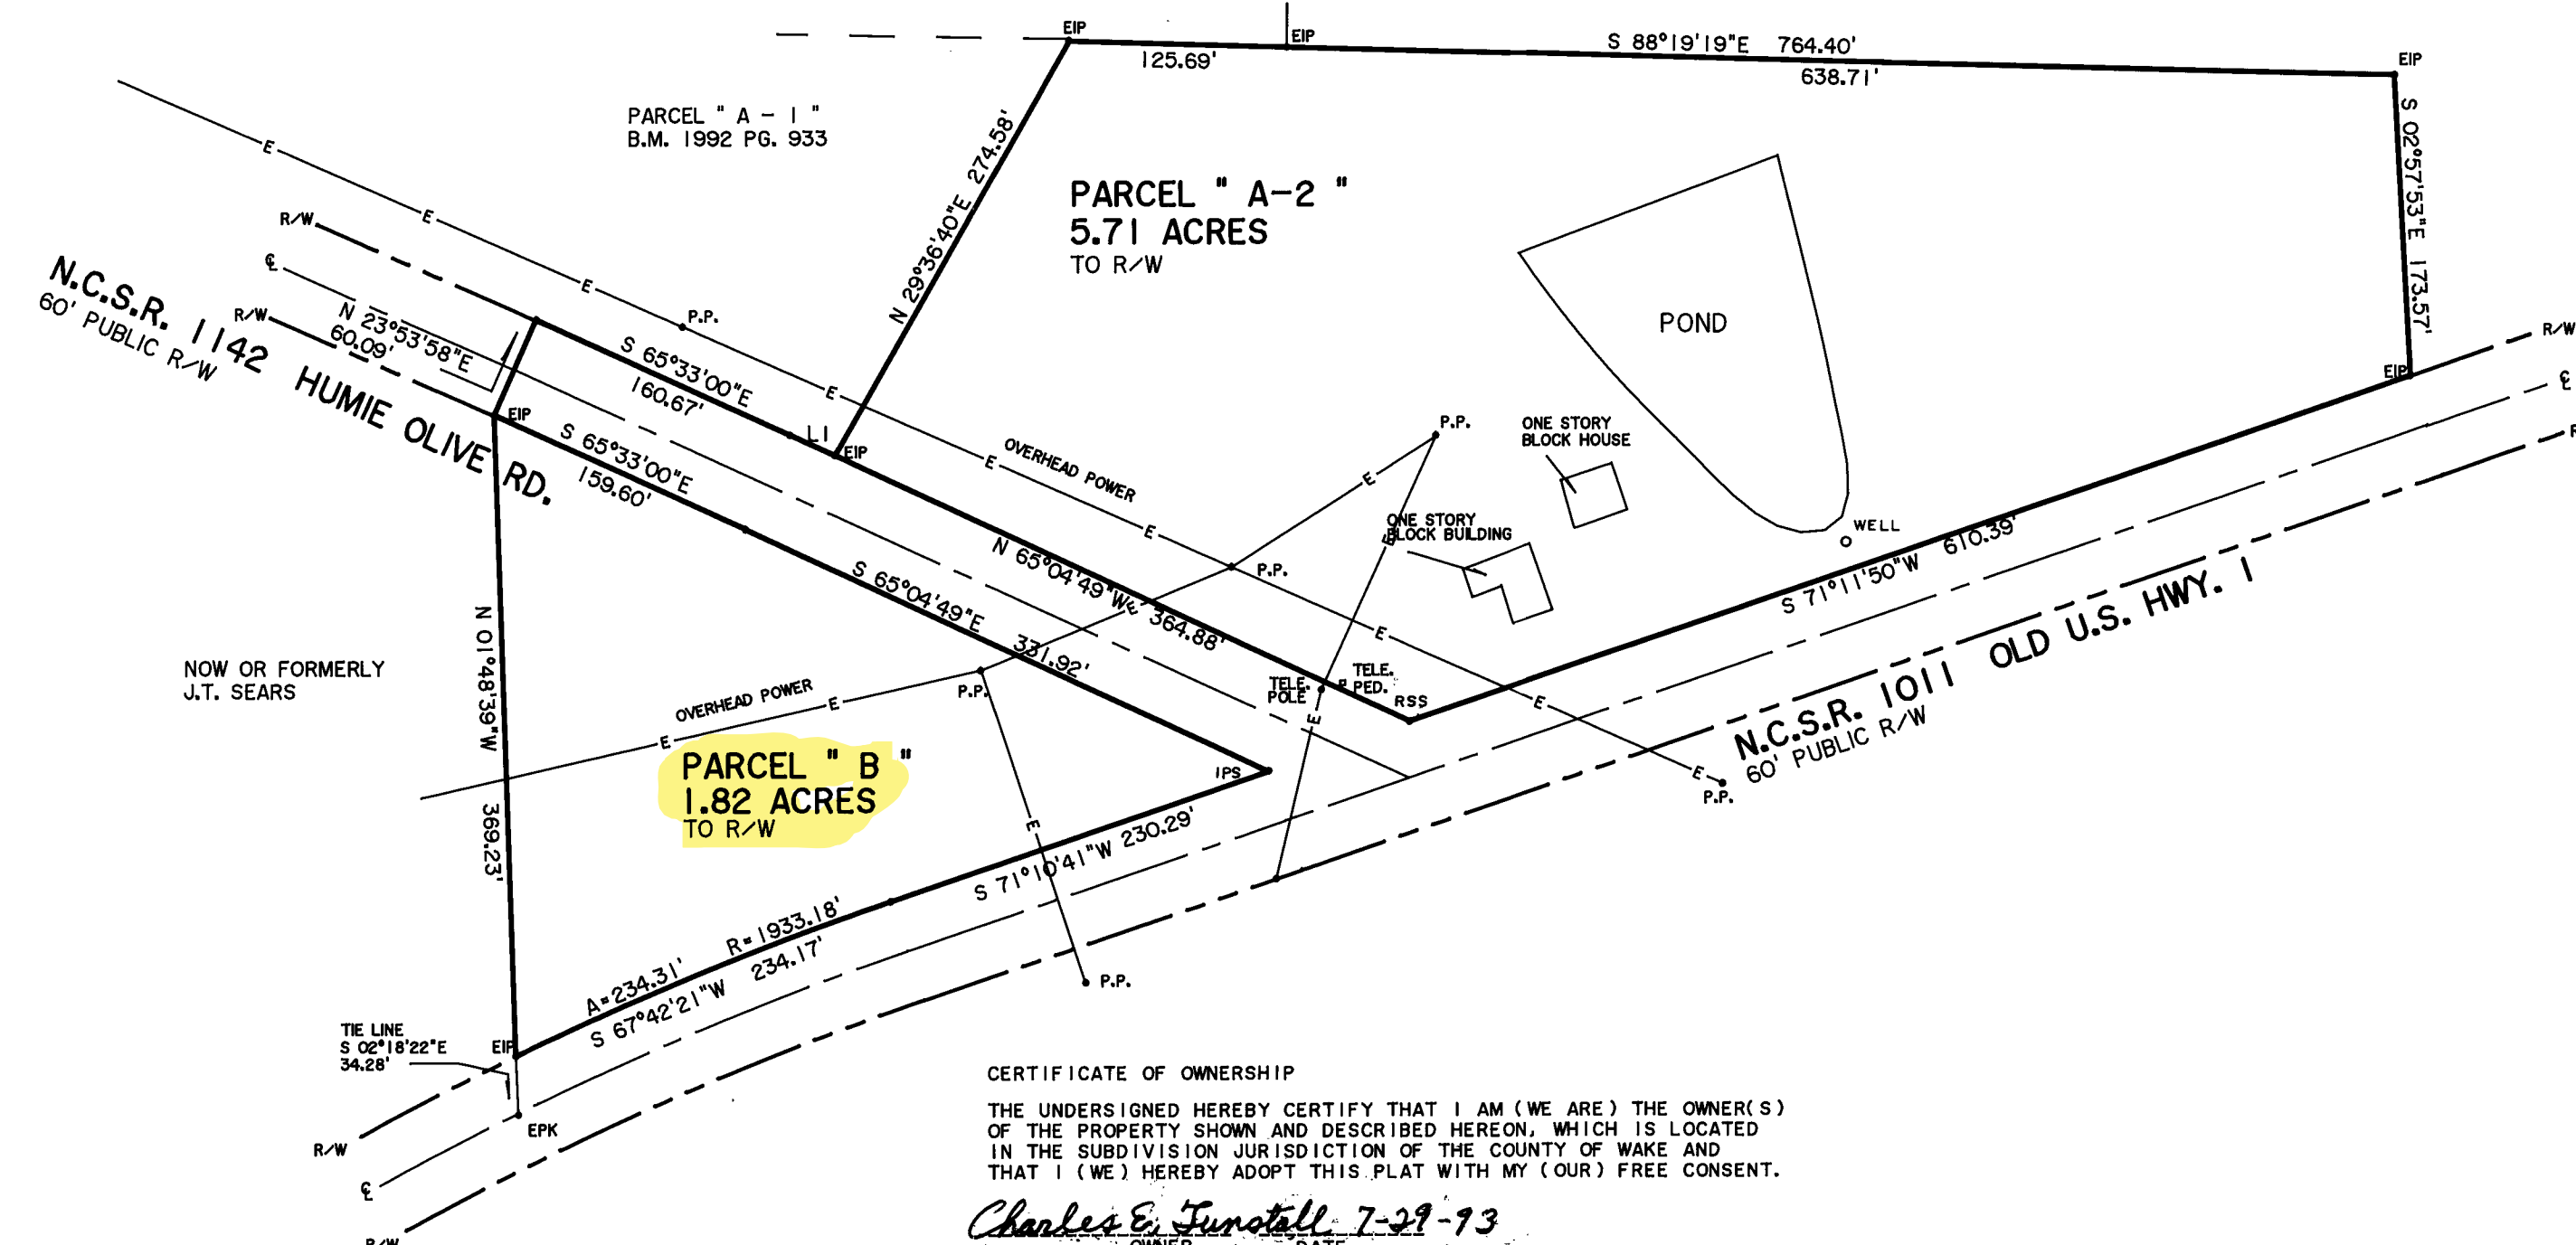 EIP
EIP
S 88°19'19"E 764.40'
EIP
125.69'
638.71'
PARCEL " A - 1 "
B.M. 1992 PG. 933
N 29°36'40"E 274.58'
PARCEL " A-2 "
5.71 ACRES
TO R/W
S 02°57'53"E 173.57'
E
E
E
R/W
℄
R/W
N.C.S.R. 1142 HUMIE OLIVE RD.
60' PUBLIC R/W
N 23°53'58"E
60.09'
P.P.
S 65°33'00"E
160.67'
L1
EIP
E
POND
EIP
R/W
℄
R
EIP
S 65°33'00"E
159.60'
OVERHEAD POWER
E
E
E
P.P.
ONE STORY
BLOCK HOUSE
ONE STORY
BLOCK BUILDING
E
WELL
S 71°11'50"W 610.39'
N 65°04'49"W 364.88'
E
P.P.
E
S 65°04'49"E 331.92'
N 01°48'39"W 369.23'
NOW OR FORMERLY
J.T. SEARS
OVERHEAD POWER
E
E
P.P.
TELE.
POLE
TELE.
PED.
RSS
E
E
N.C.S.R. 1011 OLD U.S. HWY. 1
60' PUBLIC R/W
E
P.P.
PARCEL " B "
1.82 ACRES
TO R/W
IPS
E
S 71°10'41"W 230.29'
A=234.31' R=1933.18'
S 67°42'21"W 234.17'
P.P.
TIE LINE
S 02°18'22"E
34.28'
EIP
EPK
R/W
℄
R/W
CERTIFICATE OF OWNERSHIP
THE UNDERSIGNED HEREBY CERTIFY THAT I AM (WE ARE) THE OWNER(S)
OF THE PROPERTY SHOWN AND DESCRIBED HEREON, WHICH IS LOCATED
IN THE SUBDIVISION JURISDICTION OF THE COUNTY OF WAKE AND
THAT I (WE) HEREBY ADOPT THIS PLAT WITH MY (OUR) FREE CONSENT.
Charles E. Tunstall 7-29-93
OWNER DATE